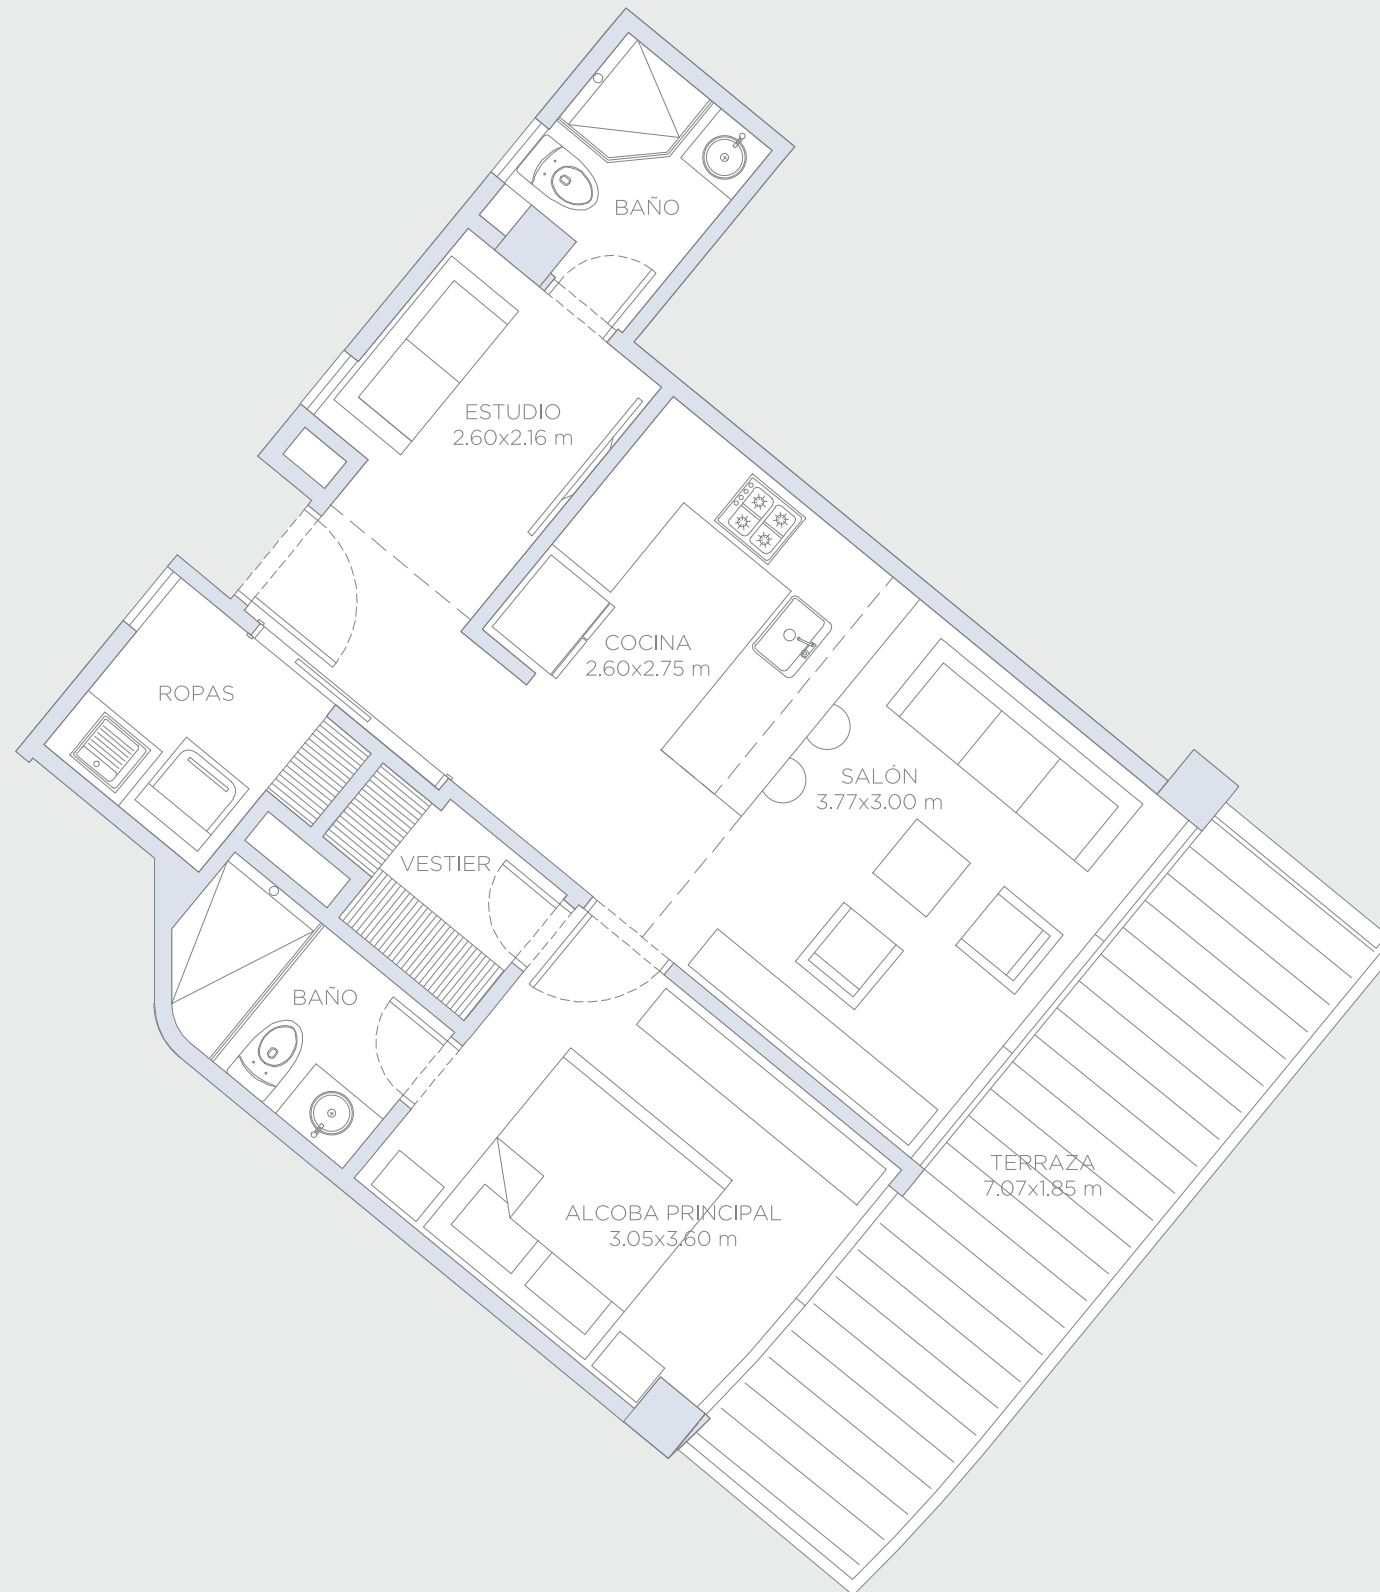 BAÑO
ESTUDIO
2.60x2.16 m
COCINA
2.60x2.75 m
ROPAS
SALÓN
3.77x3.00 m
VESTIER
BAÑO
TERRAZA
7.07x1.85 m
ALCOBA PRINCIPAL
3.05x3.60 m